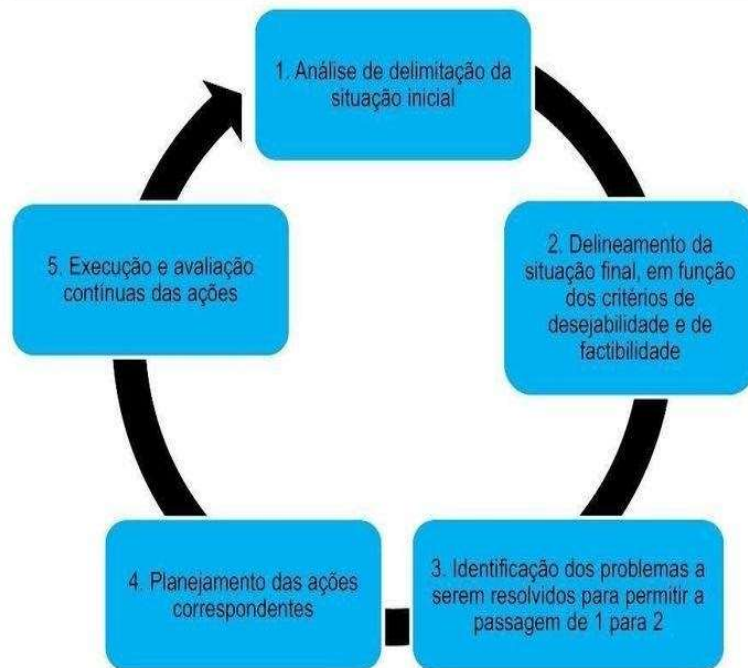 1. Análise de delimitação da
situação inicial
2. Delineamento da
situação final, em função
dos critérios de
desejabilidade e de
factibilidade
3. Identificação dos problemas a
serem resolvidos para permitir a
passagem de 1 para 2
4. Planejamento das ações
correspondentes
5. Execução e avaliação
contínuas das ações